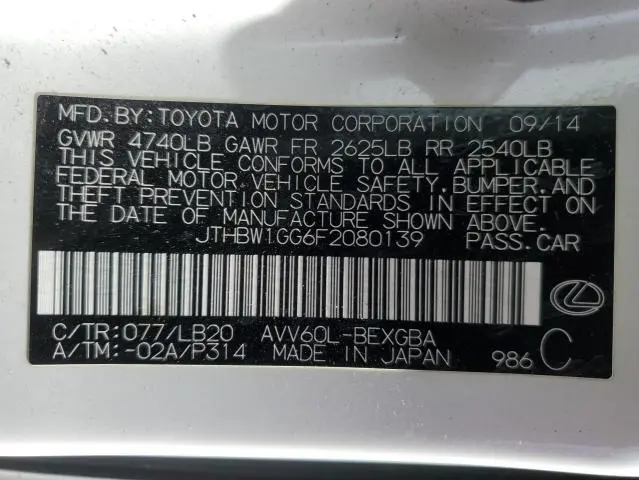 MFD.BY:TOYOTA MOTOR CORPORATION 09/14
GVWR 4740LB GAWR FR 2625LB RR 2540LB
THIS VEHICLE CONFORMS TO ALL APPLICABLE
FEDERAL MOTOR VEHICLE SAFETY,BUMPER,AND
THEFT PREVENTION STANDARDS IN EFFECT ON
THE DATE OF MANUFACTURE SHOWN ABOVE.
JTHBW1GG6F2080139 PASS.CAR
C/TR:077/LB20 AVV60L-BEXGBA
A/TM:-02A/P314 MADE IN JAPAN 986 C